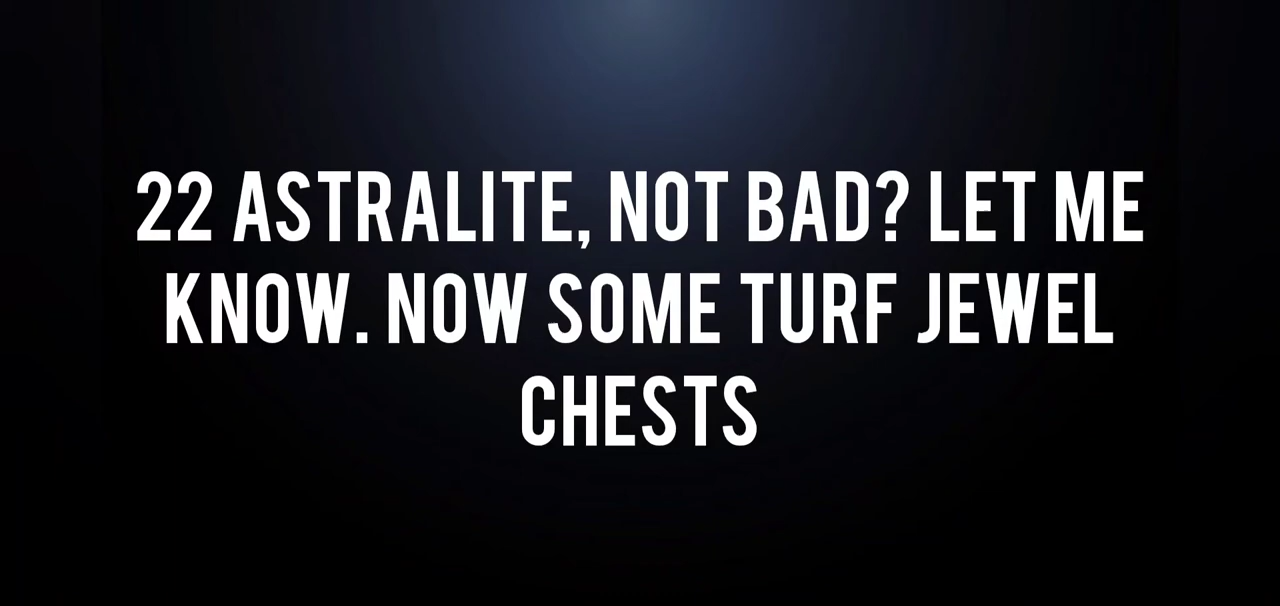 22 ASTRALITE, NOT BAD? LET ME
KNOW. NOW SOME TURF JEWEL
CHESTS